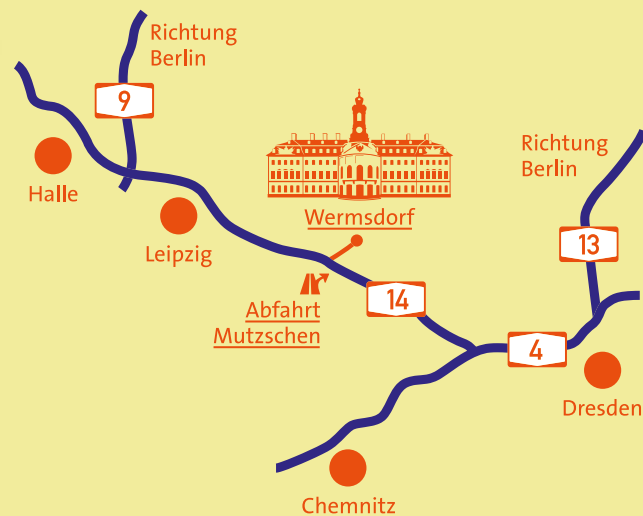 Richtung
Berlin
9
Halle
Leipzig
Wermsdorf
Abfahrt
Mutzschen
14
Richtung
Berlin
13
4
Dresden
Chemnitz